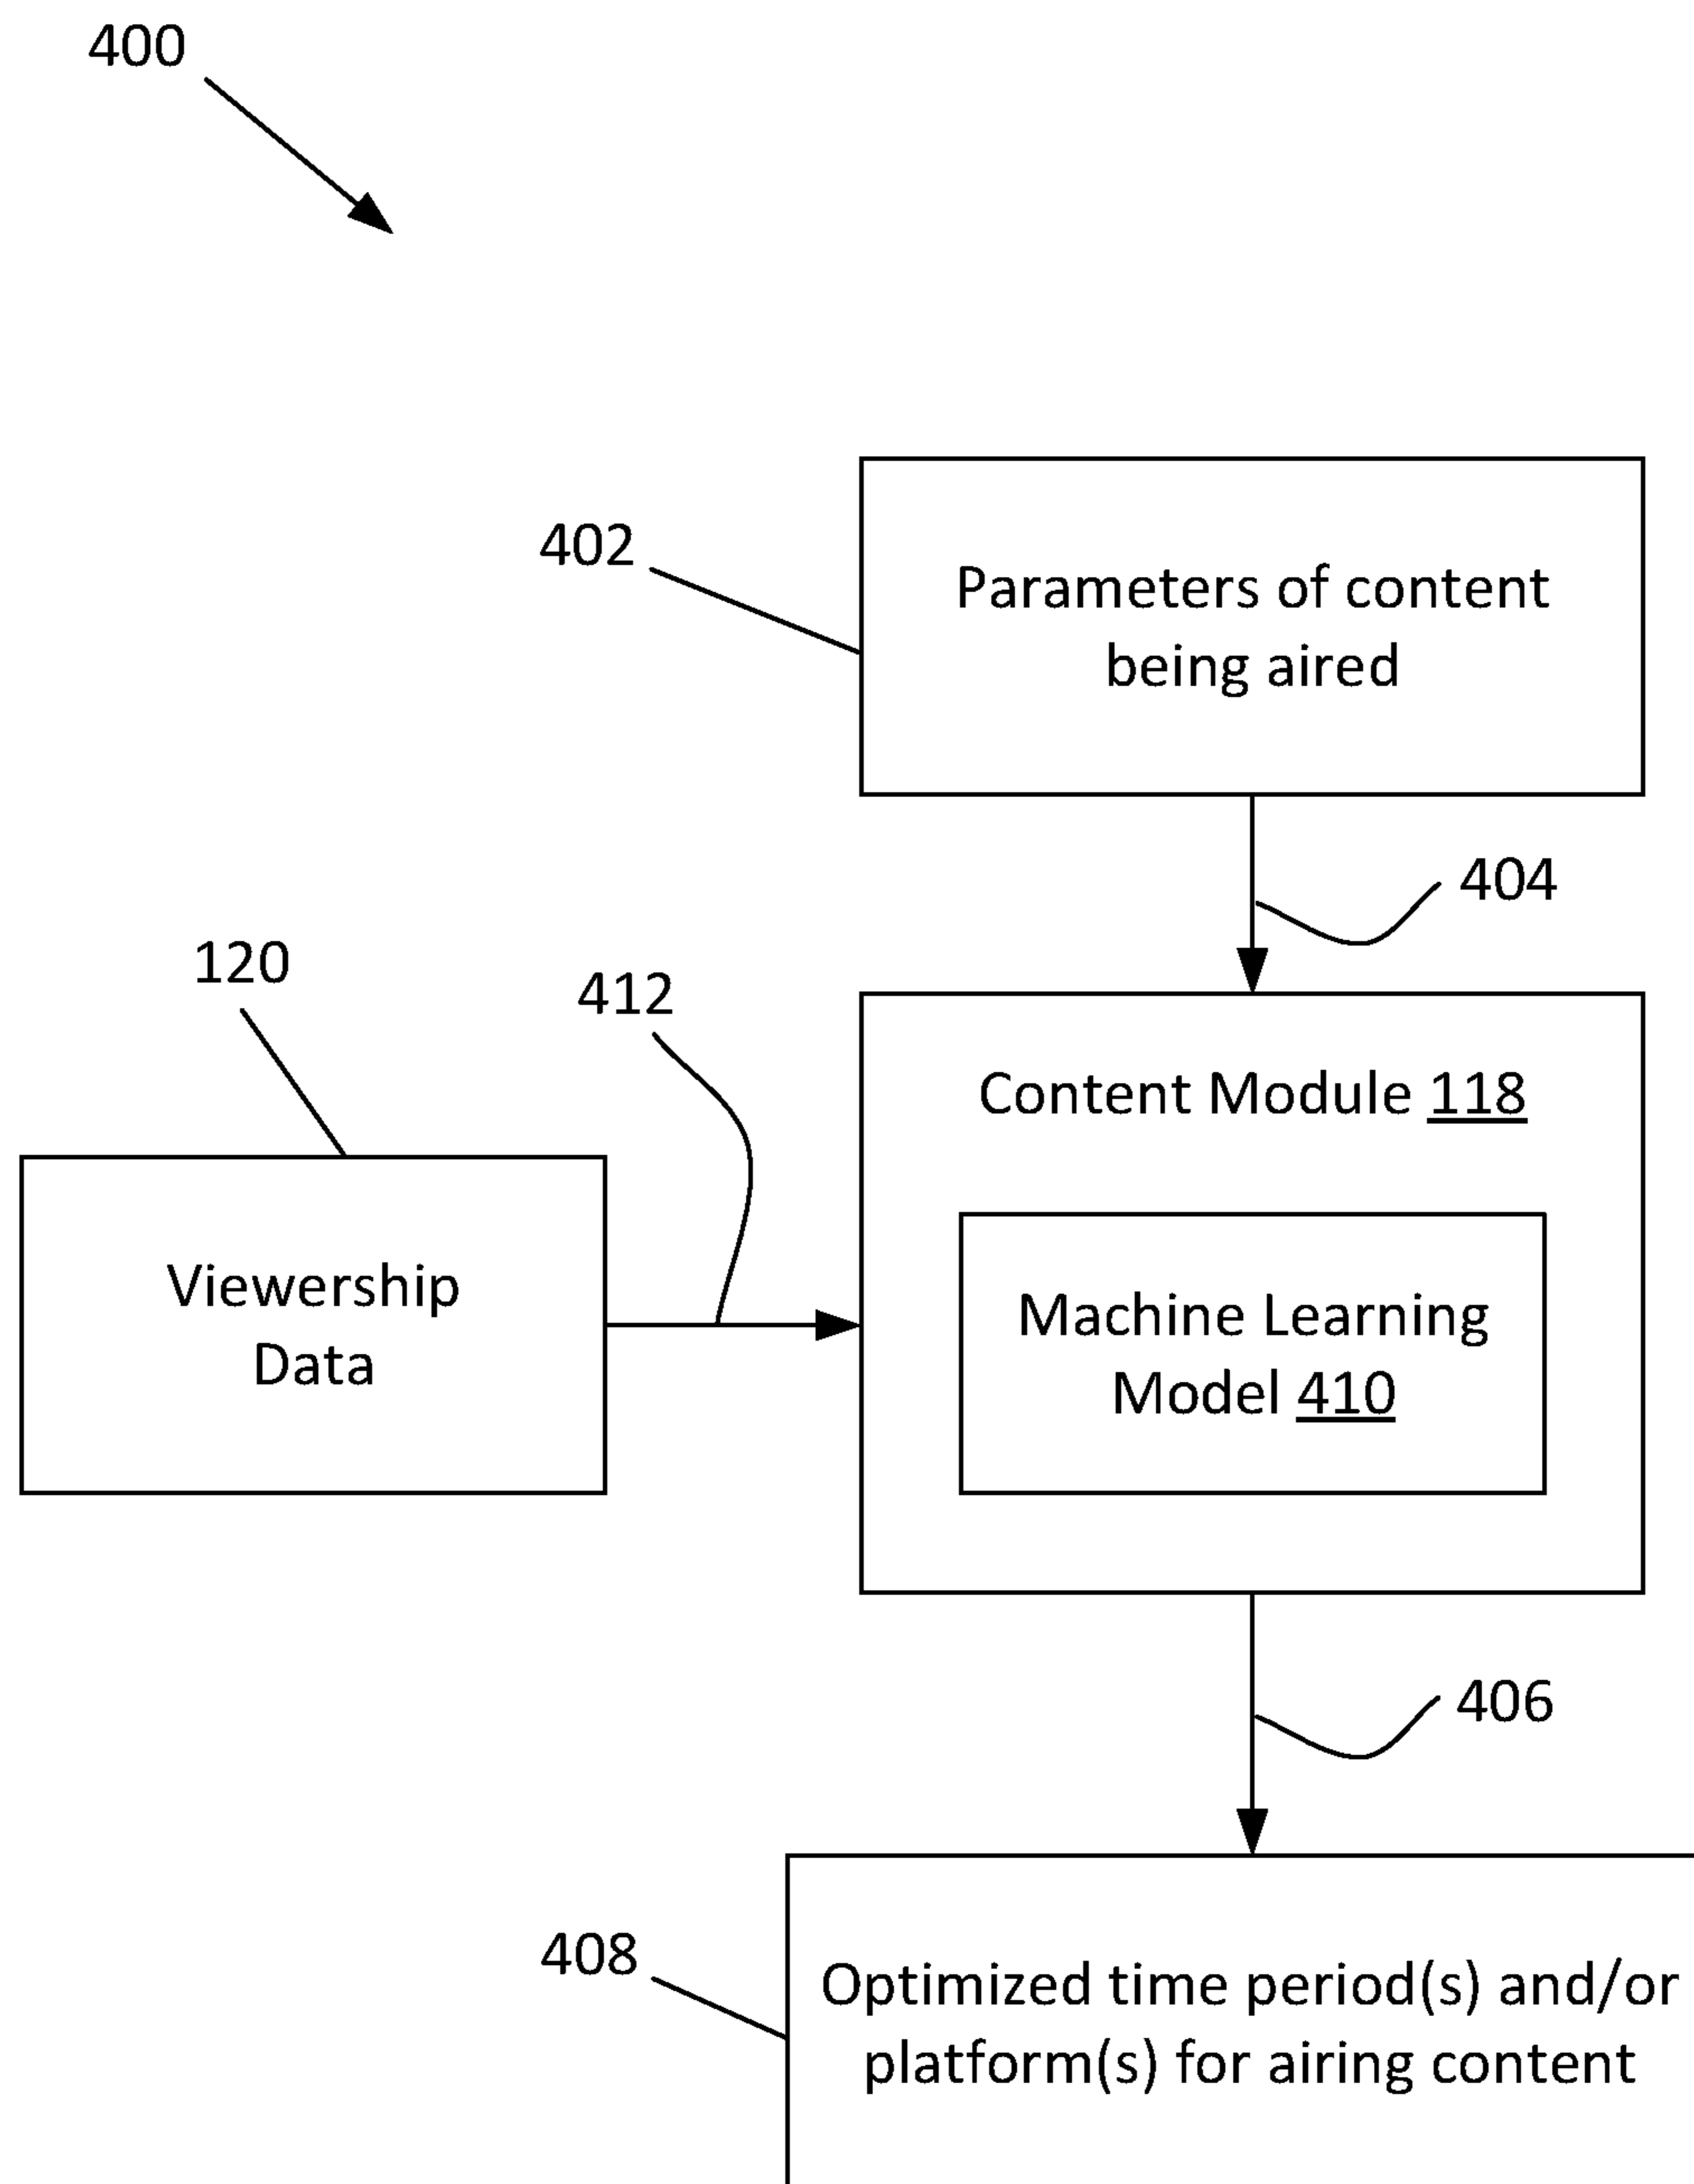 400
402
Parameters of content
being aired
404
120
412
Content Module 118
Viewership
Data
Machine Learning
Model 410
406
408
Optimized time period(s) and/or
platform(s) for airing content